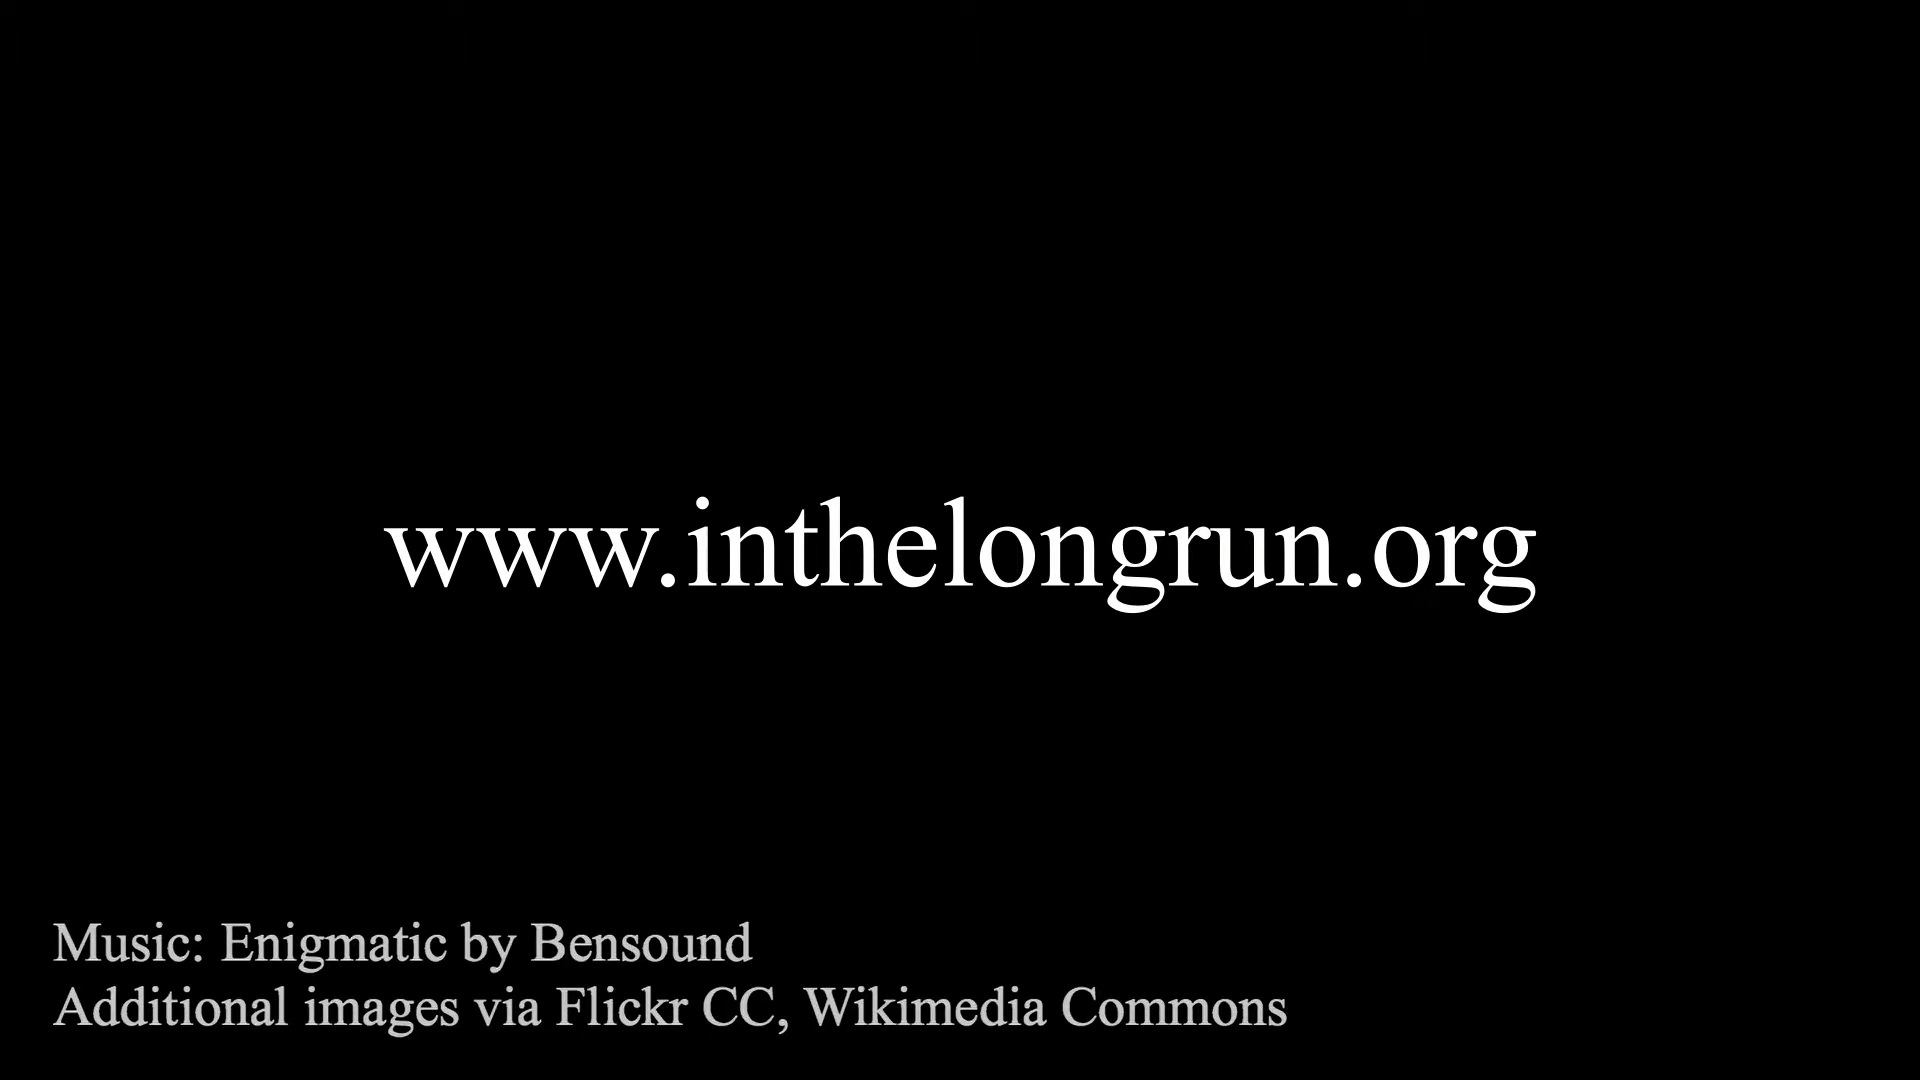 www.inthelongrun.org
Music: Enigmatic by Bensound
Additional images via Flickr CC, Wikimedia Commons